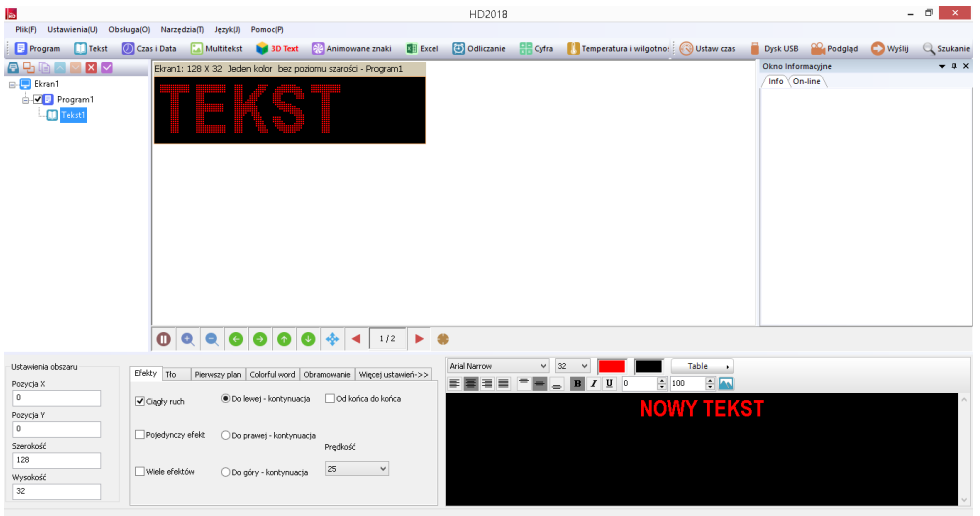 HD2018
Plik(F) Ustawienia(U) Obsługa(O) Narzędzia(T) Język(J) Pomoc(P)
Program Tekst Czas i Data Multitekst 3D Text Animowane znaki Excel Odliczanie Cyfra Temperatura i wilgotno: Ustaw czas Dysk USB Podgląd Wyślij Szukanie
Ekran1: 128 X 32 Jeden kolor bez poziomu szarości - Program1
Okno Informacyjne
Info On-line
Ekran1
Program1
Tekst1
TEKST
1/2
Ustawienia obszaru
Pozycja X
0
Pozycja Y
0
Szerokość
128
Wysokość
32
Efekty Tło Pierwszy plan Colorful word Obramowanie Więcej ustawień->>
Ciągły ruch Do lewej - kontynuacja Od końca do końca
Pojedynczy efekt Do prawej - kontynuacja
Prędkość
Wiele efektów Do góry - kontynuacja 25
Arial Narrow 32 Table
B I U 0 100
NOWY TEKST